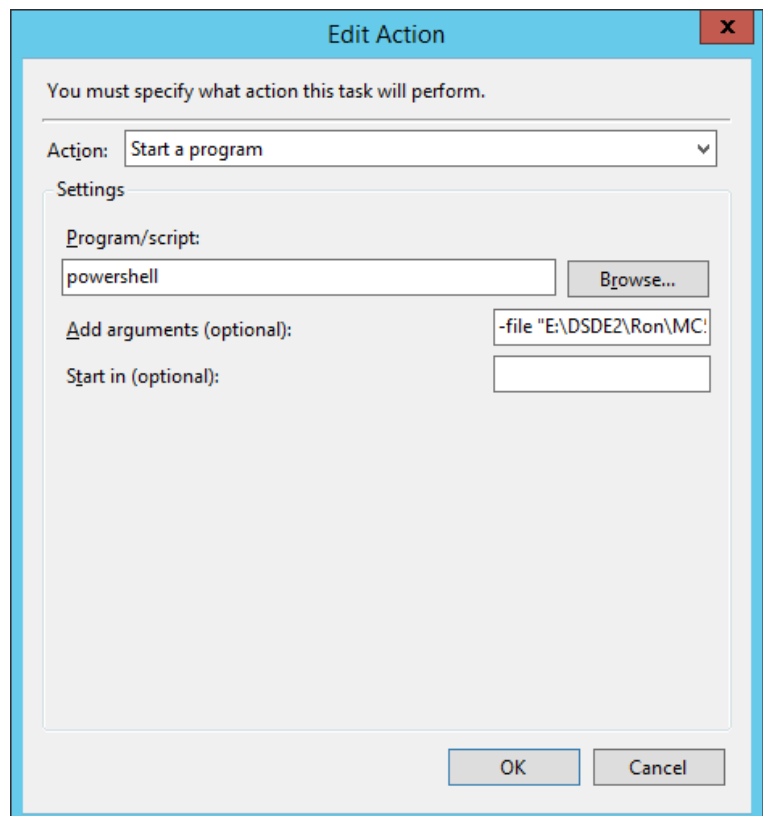 Edit Action
x
You must specify what action this task will perform.
Action: Start a program
Settings
Program/script:
powershell Browse...
Add arguments (optional): -file "E:\DSDE2\Ron\MC
Start in (optional):
OK Cancel